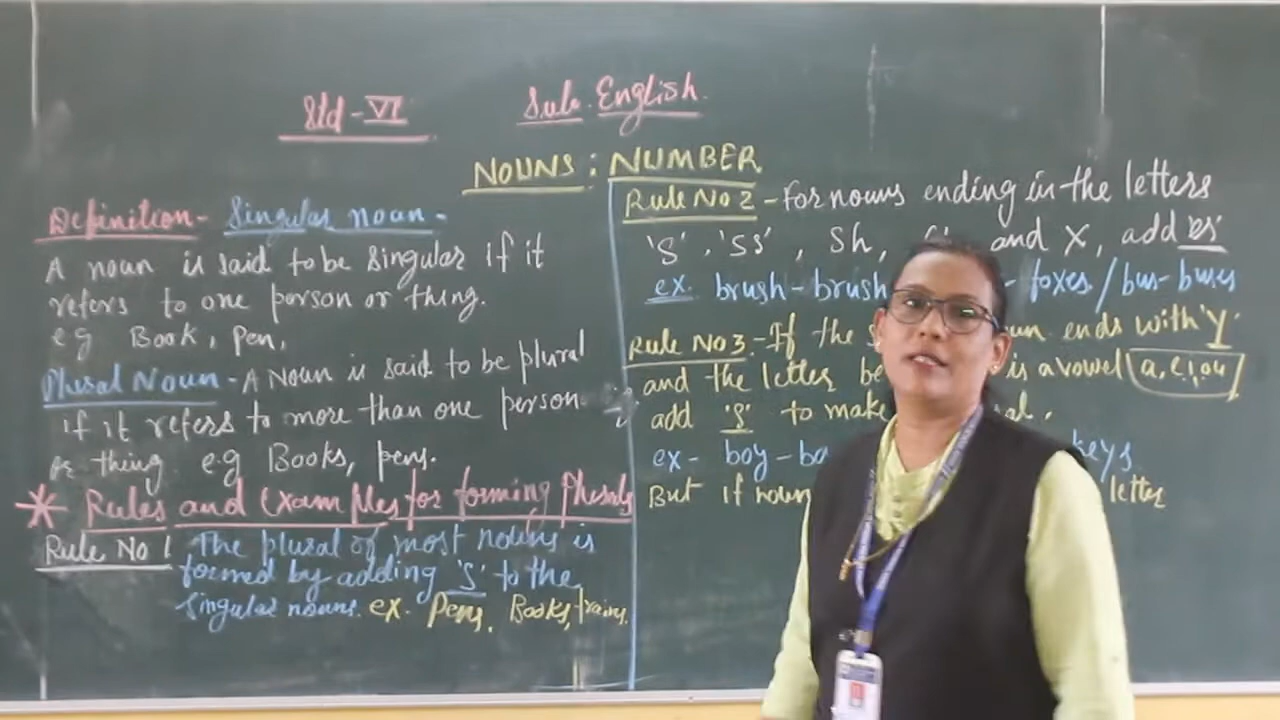 Std - VI
Sub. English.
NOUNS : NUMBER
Definition - Singular noun -
A noun is said to be singular if it
refers to one person or thing.
eg Book, pen.
Plural Noun - A Noun is said to be plural
if it refers to more than one person
or thing e.g Books, pens.
* Rules and Examples for forming Plurals
Rule No 1 The plural of most nouns is
formed by adding 's' to the
singular nouns. ex. Pens, Books, trains.
Rule No 2 - For nouns ending in the letters
'S', 'SS', Sh, and X, add es
ex. brush - brush - foxes / bus - buses
Rule No 3 - If the ends with 'Y'
and the letter is a vowel a, e, i, o u
add 'S' to make
ex - boy - keys
But if noun letter